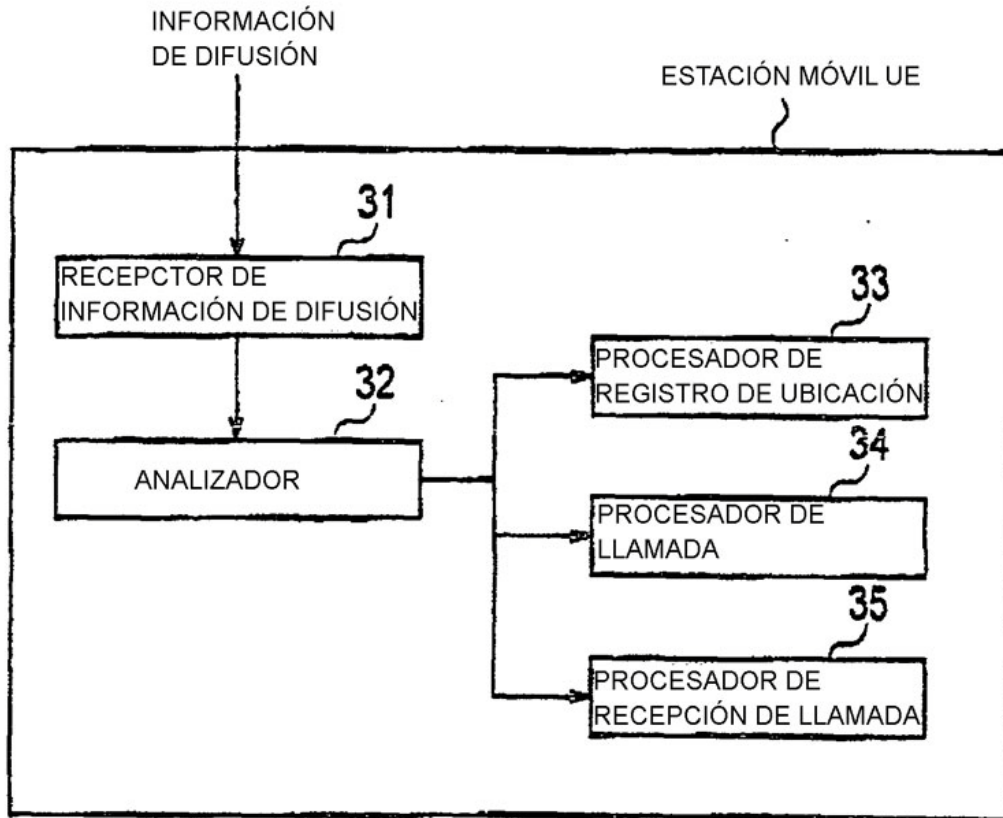 INFORMACIÓN
DE DIFUSIÓN
ESTACIÓN MÓVIL UE
31
RECEPCTOR DE
INFORMACIÓN DE DIFUSIÓN
32
ANALIZADOR
33
PROCESADOR DE
REGISTRO DE UBICACIÓN
34
PROCESADOR DE
LLAMADA
35
PROCESADOR DE
RECEPCIÓN DE LLAMADA